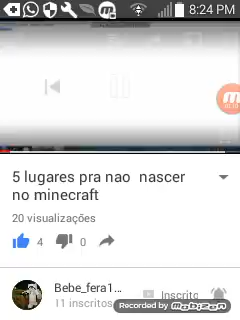 8:24 PM
5 lugares pra nao nascer
no minecraft
20 visualizações
4 0
Bebe_fera1...
11 inscritos
Inscrito
Recorded by Mobizen